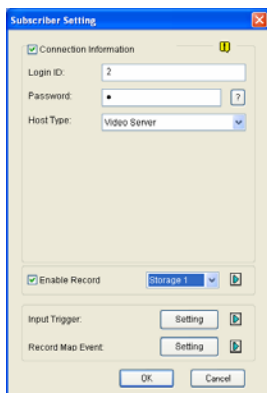 Subscriber Setting
Connection Information
Login ID: 2
Password: •
?
Host Type: Video Server
Enable Record Storage 1
Input Trigger: Setting
Record Map Event: Setting
OK Cancel